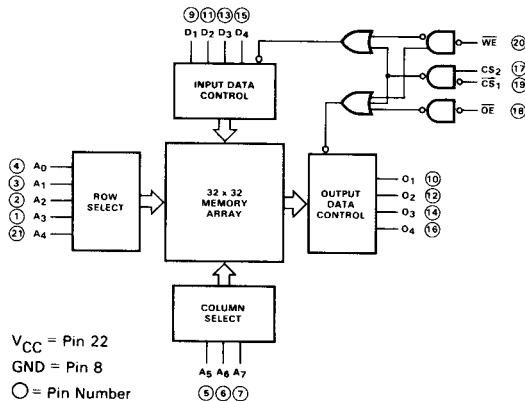 9 11 13 15
D1 D2 D3 D4
INPUT DATA CONTROL
WE 20
CS2 17
CS1 19
OE 18
4 A0
3 A1
2 A2
1 A3
21 A4
ROW SELECT
32 x 32 MEMORY ARRAY
OUTPUT DATA CONTROL
O1 10
O2 12
O3 14
O4 16
COLUMN SELECT
A5 A6 A7
5 6 7
VCC = Pin 22
GND = Pin 8
= Pin Number